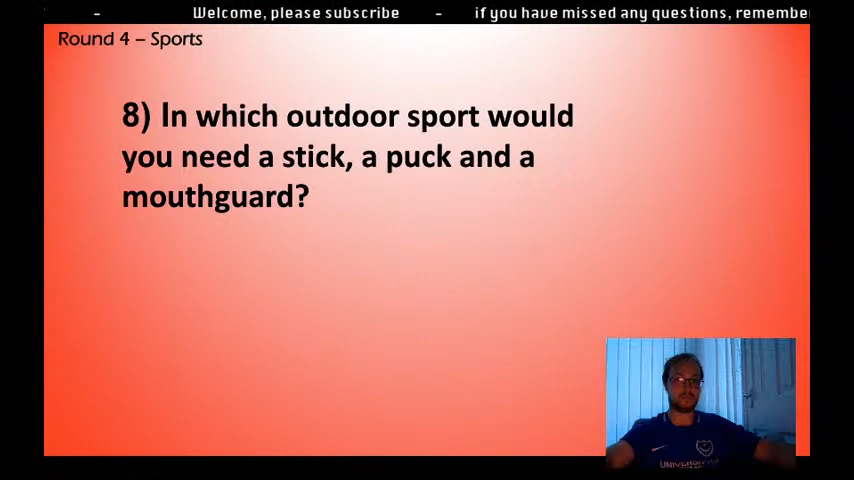 - Welcome, please subscribe - if you have missed any questions, remember
Round 4 – Sports
8) In which outdoor sport would
you need a stick, a puck and a
mouthguard?